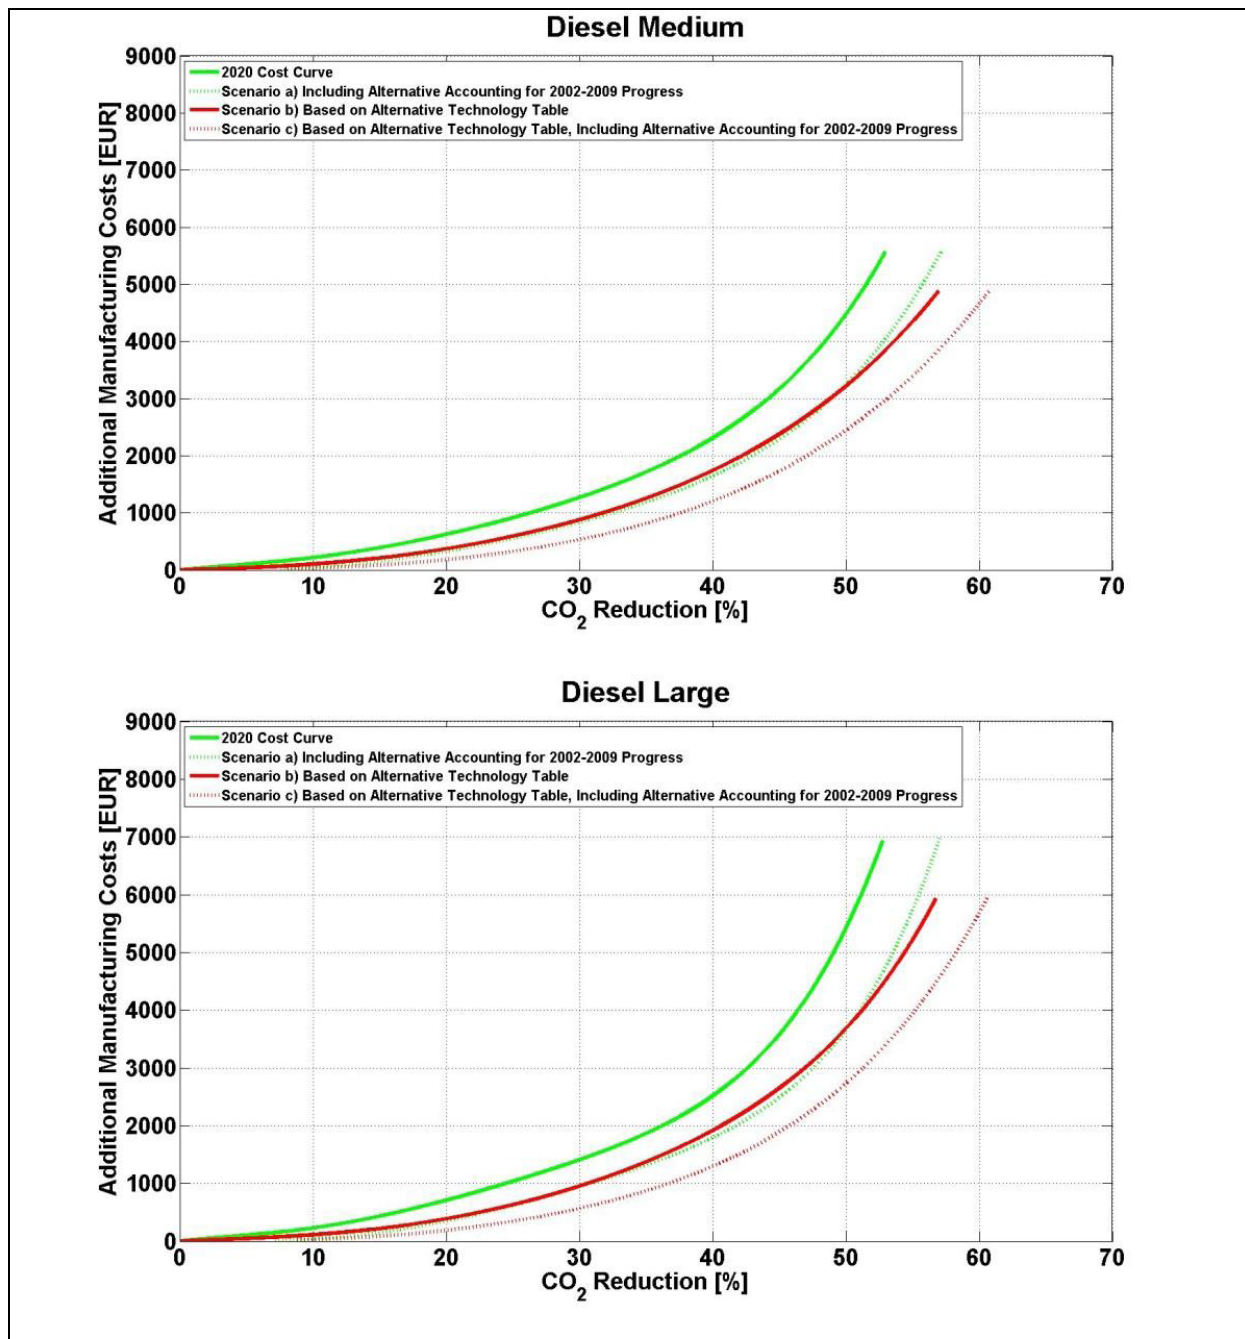 Diesel Medium
9000
8000
7000
6000
5000
4000
3000
2000
1000
0
Additional Manufacturing Costs [EUR]
2020 Cost Curve
Scenario a) Including Alternative Accounting for 2002-2009 Progress
Scenario b) Based on Alternative Technology Table
Scenario c) Based on Alternative Technology Table, Including Alternative Accounting for 2002-2009 Progress
0 10 20 30 40 50 60 70
CO2 Reduction [%]
Diesel Large
9000
8000
7000
6000
5000
4000
3000
2000
1000
0
Additional Manufacturing Costs [EUR]
2020 Cost Curve
Scenario a) Including Alternative Accounting for 2002-2009 Progress
Scenario b) Based on Alternative Technology Table
Scenario c) Based on Alternative Technology Table, Including Alternative Accounting for 2002-2009 Progress
0 10 20 30 40 50 60 70
CO2 Reduction [%]